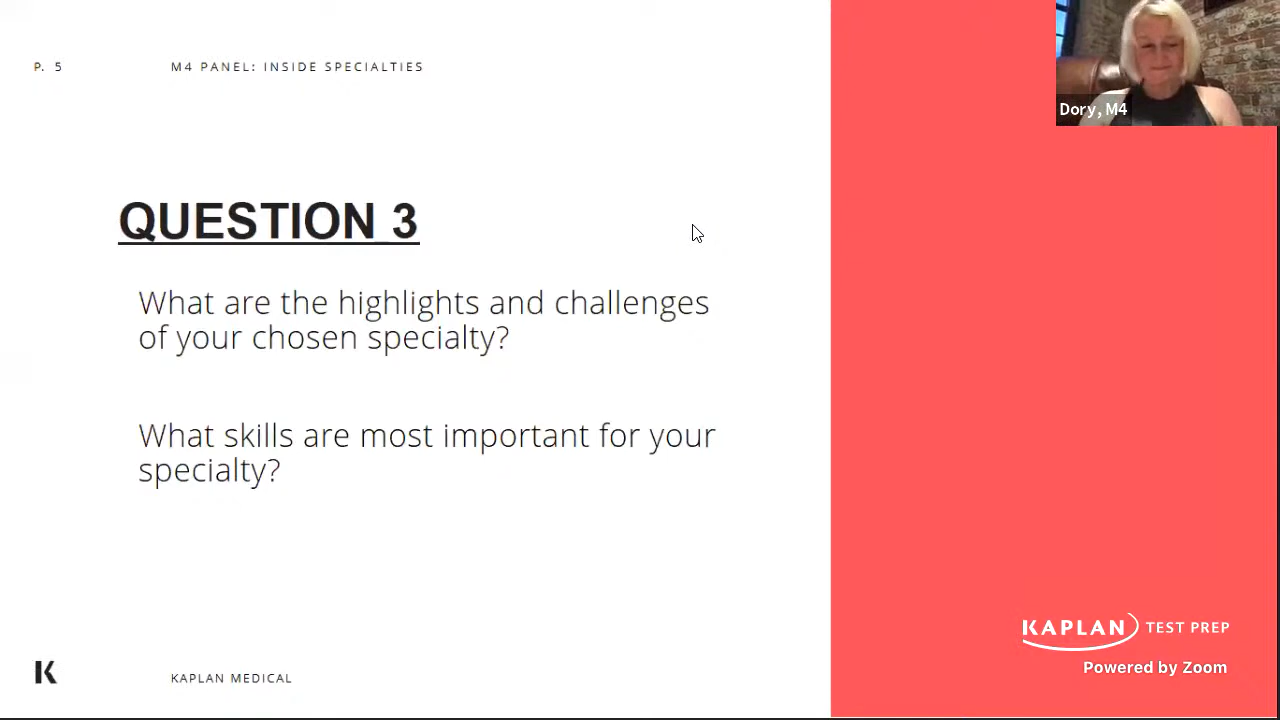 P. 5
M4 PANEL: INSIDE SPECIALTIES
Dory, M4
QUESTION 3
What are the highlights and challenges
of your chosen specialty?
What skills are most important for your
specialty?
KAPLAN TEST PREP
Powered by Zoom
K
KAPLAN MEDICAL